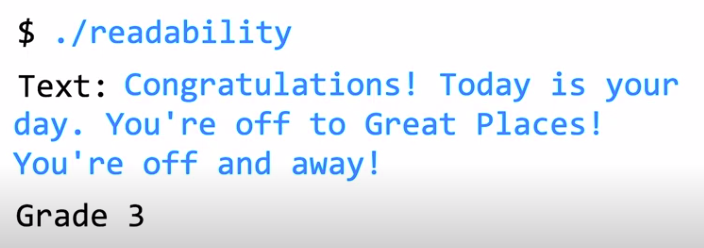 $ ./readability
Text: Congratulations! Today is your
day. You're off to Great Places!
You're off and away!
Grade 3